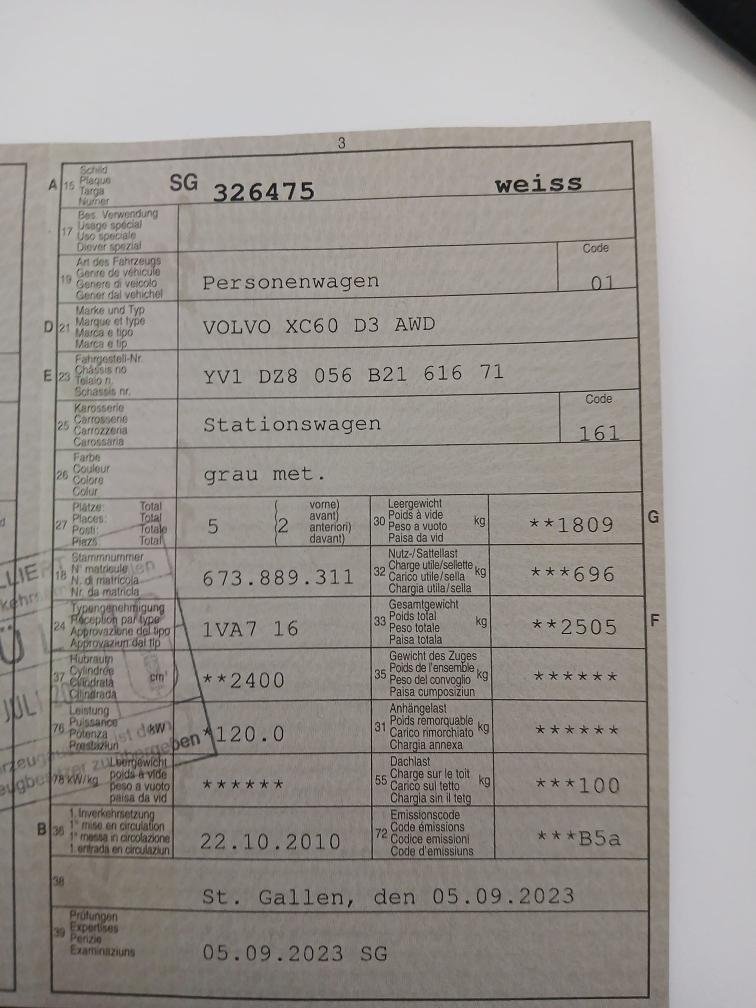 3
A 15 Schild
Plaque
Targa
Numer
SG 326475 weiss
17 Bes. Verwendung
Usage spécial
Uso speciale
Diever spezial
19 Art des Fahrzeugs
Genre de véhicule
Genere di veicolo
Gener dal vehichel
Personenwagen
Code
01
D 21 Marke und Typ
Marque et type
Marca e tipo
Marca e tip
VOLVO XC60 D3 AWD
E 23 Fahrgestell-Nr.
Châssis no
Telaio n.
Schassis nr.
YV1 DZ8 056 B21 616 71
25 Karosserie
Carrosserie
Carrozzeria
Carossaria
Stationswagen
Code
161
26 Farbe
Couleur
Colore
Colur
grau met.
27 Plätze: Total
Places: Total
Posti: Totale
Plazs: Total
5 (2 vorne)
avant)
anteriori)
davant)
30 Leergewicht
Poids à vide
Peso a vuoto
Paisa da vid
kg
**1809
G
18 Stammnummer
N° matricule
N. di matricola
Nr. da matricla
673.889.311
32 Nutz-/Sattellast
Charge utile/sellette
Carico utile/sella
Chargia utila/sella
kg
***696
24 Typengenehmigung
Réception par type
Approvazione del tipo
Approvaziun dal tip
1VA7 16
33 Gesamtgewicht
Poids total
Peso totale
Paisa totala
kg
**2505
F
37 Hubraum
Cylindrée
Cilindrata
Cilindrada
cm³
**2400
35 Gewicht des Zuges
Poids de l'ensemble
Peso del convoglio
Paisa cumposiziun
kg
******
76 Leistung
Puissance
Potenza
Prestaziun
kW
*120.0
31 Anhängelast
Poids remorquable
Carico rimorchiato
Chargia annexa
kg
******
78 kW/kg Leergewicht
poids à vide
peso a vuoto
paisa da vid
******
55 Dachlast
Charge sur le toit
Carico sul tetto
Chargia sin il tetg
kg
***100
B 36 1. Inverkehrsetzung
1re mise en circulation
1a messa in circolazione
1. entrada en circulaziun
22.10.2010
72 Emissionscode
Code émissions
Codice emissioni
Code d'emissiuns
***B5a
38
St. Gallen, den 05.09.2023
39 Prüfungen
Expertises
Perizie
Examinaziuns
05.09.2023 SG